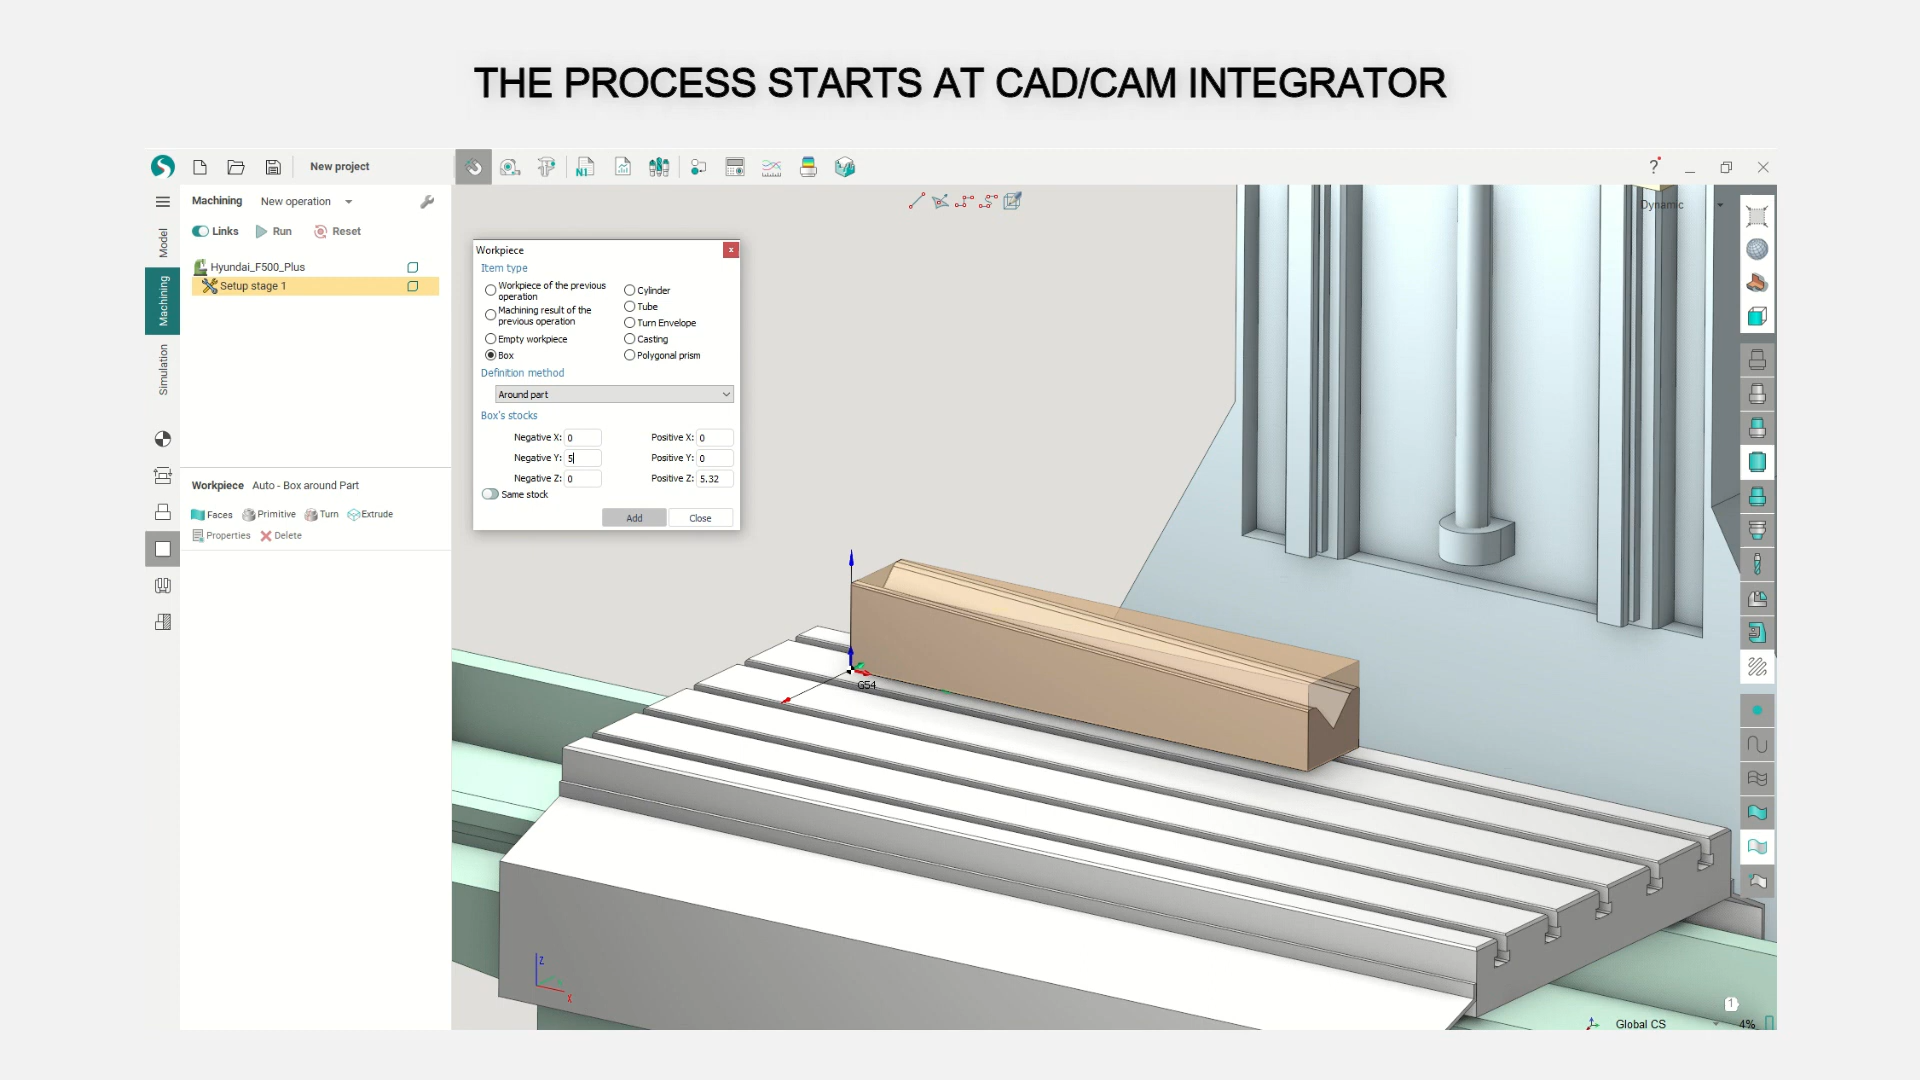 THE PROCESS STARTS AT CAD/CAM INTEGRATOR
New project
N1
?
Machining New operation
Links Run Reset
Model
Machining
Simulation
Hyundai_F500_Plus
Setup stage 1
Workpiece Auto - Box around Part
Faces Primitive Turn Extrude
Properties Delete
Dynamic
Workpiece
Item type
Workpiece of the previous operation
Machining result of the previous operation
Empty workpiece
Box
Cylinder
Tube
Turn Envelope
Casting
Polygonal prism
Definition method
Around part
Box's stocks
Negative X: 0 Positive X: 0
Negative Y: 5 Positive Y: 0
Negative Z: 0 Positive Z: 5.32
Same stock
Add Close
G54
Z
X
1
Global CS 4%